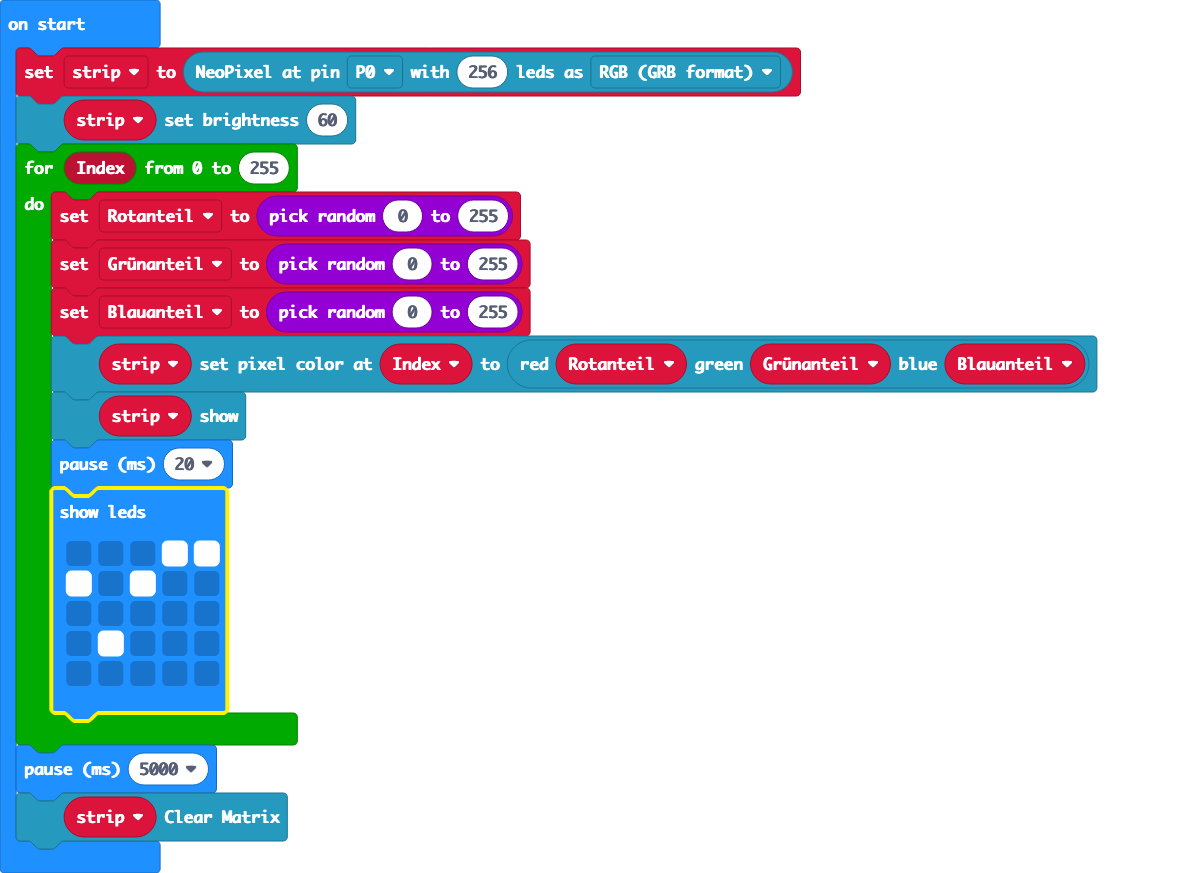 on start
set strip to NeoPixel at pin P0 with 256 leds as RGB (GRB format)
strip set brightness 60
for Index from 0 to 255
do
set Rotanteil to pick random 0 to 255
set Grünanteil to pick random 0 to 255
set Blauanteil to pick random 0 to 255
strip set pixel color at Index to red Rotanteil green Grünanteil blue Blauanteil
strip show
pause (ms) 20
show leds
pause (ms) 5000
strip Clear Matrix